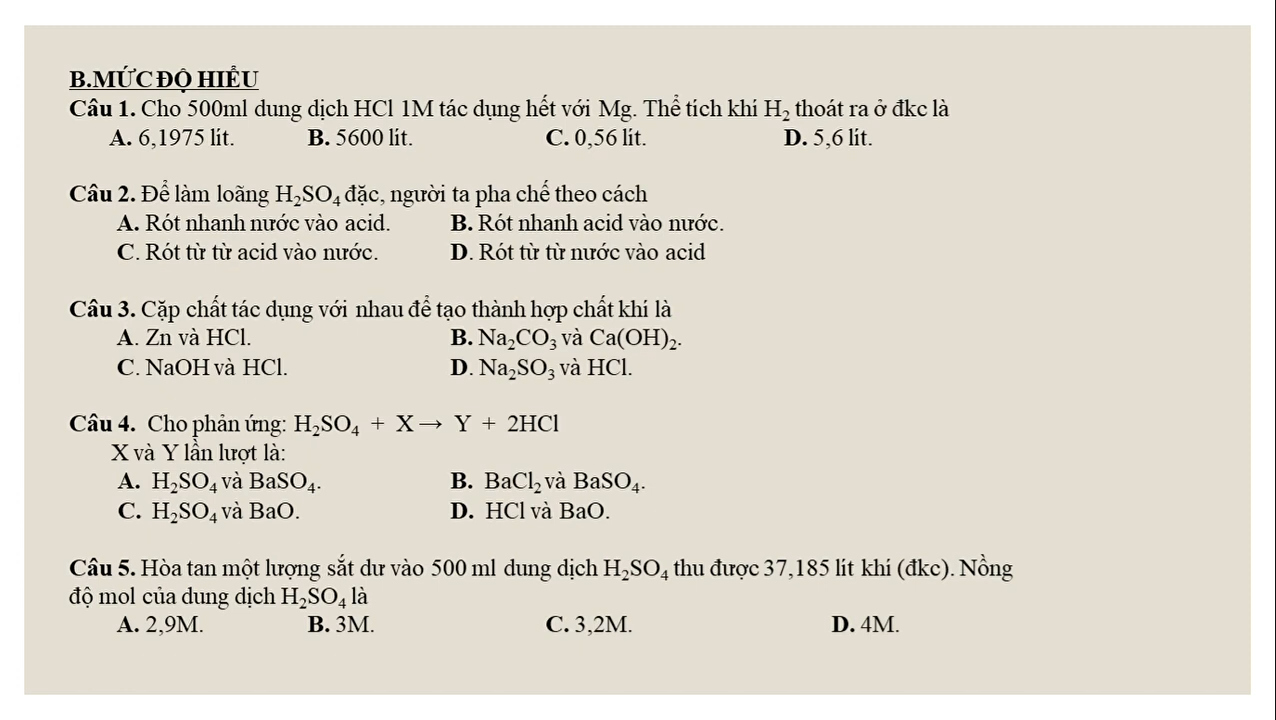 B.MỨC ĐỘ HIỂU
Câu 1. Cho 500ml dung dịch HCl 1M tác dụng hết với Mg. Thể tích khí H₂ thoát ra ở đkc là
A. 6,1975 lít. B. 5600 lít. C. 0,56 lít. D. 5,6 lít.
Câu 2. Để làm loãng H₂SO₄ đặc, người ta pha chế theo cách
A. Rót nhanh nước vào acid. B. Rót nhanh acid vào nước.
C. Rót từ từ acid vào nước. D. Rót từ từ nước vào acid
Câu 3. Cặp chất tác dụng với nhau để tạo thành hợp chất khí là
A. Zn và HCl. B. Na₂CO₃ và Ca(OH)₂.
C. NaOH và HCl. D. Na₂SO₃ và HCl.
Câu 4. Cho phản ứng: H₂SO₄ + X → Y + 2HCl
X và Y lần lượt là:
A. H₂SO₄ và BaSO₄. B. BaCl₂ và BaSO₄.
C. H₂SO₄ và BaO. D. HCl và BaO.
Câu 5. Hòa tan một lượng sắt dư vào 500 ml dung dịch H₂SO₄ thu được 37,185 lít khí (đkc). Nồng
độ mol của dung dịch H₂SO₄ là
A. 2,9M. B. 3M. C. 3,2M. D. 4M.